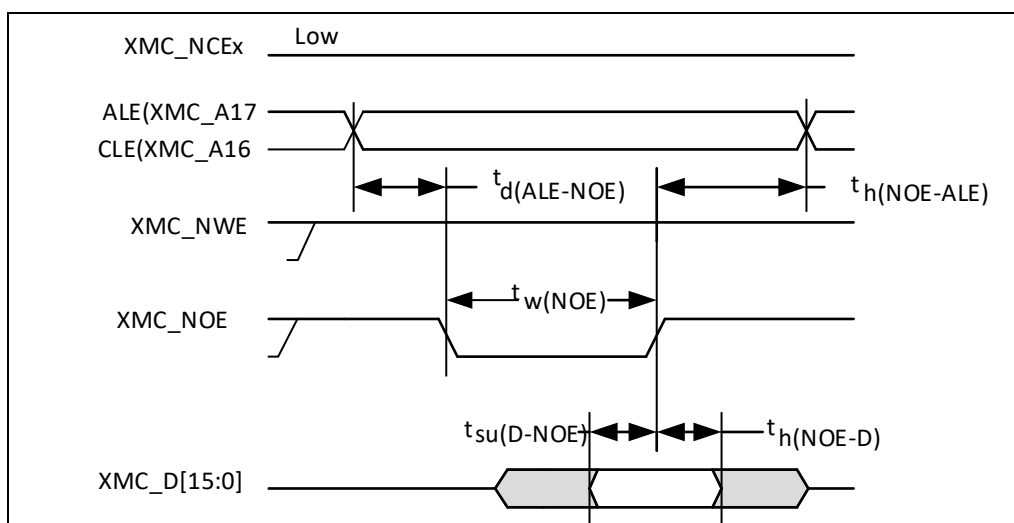 XMC_NCEx
Low
ALE(XMC_A17
CLE(XMC_A16
td(ALE-NOE)
th(NOE-ALE)
XMC_NWE
tw(NOE)
XMC_NOE
tsu(D-NOE)
th(NOE-D)
XMC_D[15:0]